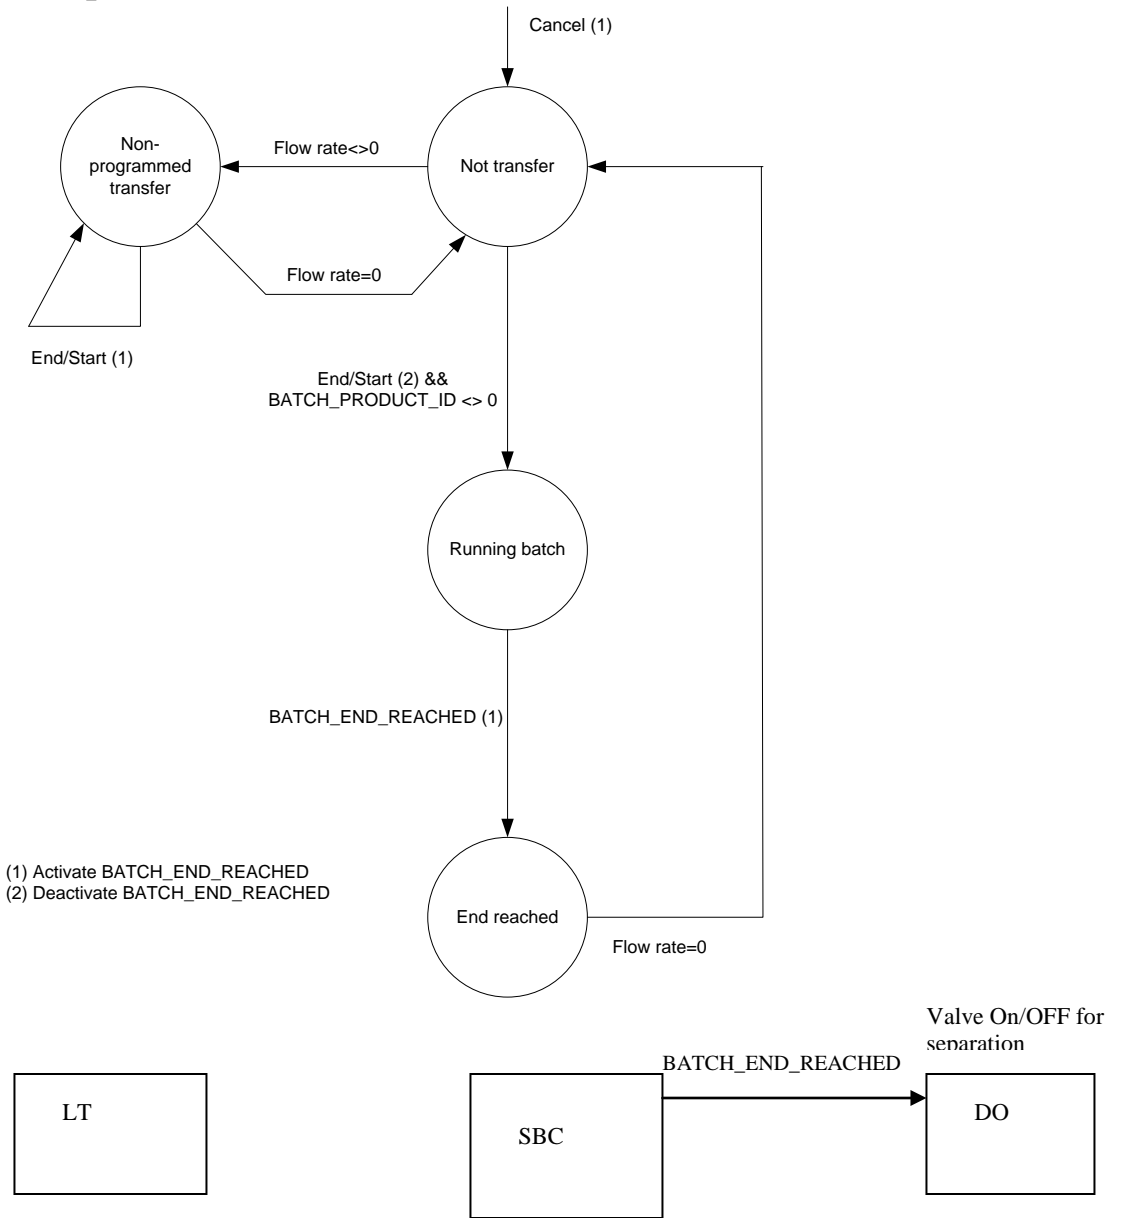 Cancel (1)
Non-
programmed
transfer
Flow rate<>0
Not transfer
Flow rate=0
End/Start (1)
End/Start (2) &&
BATCH_PRODUCT_ID <> 0
Running batch
BATCH_END_REACHED (1)
(1) Activate BATCH_END_REACHED
(2) Deactivate BATCH_END_REACHED
End reached
Flow rate=0
Valve On/OFF for
separation
BATCH_END_REACHED
LT
SBC
DO